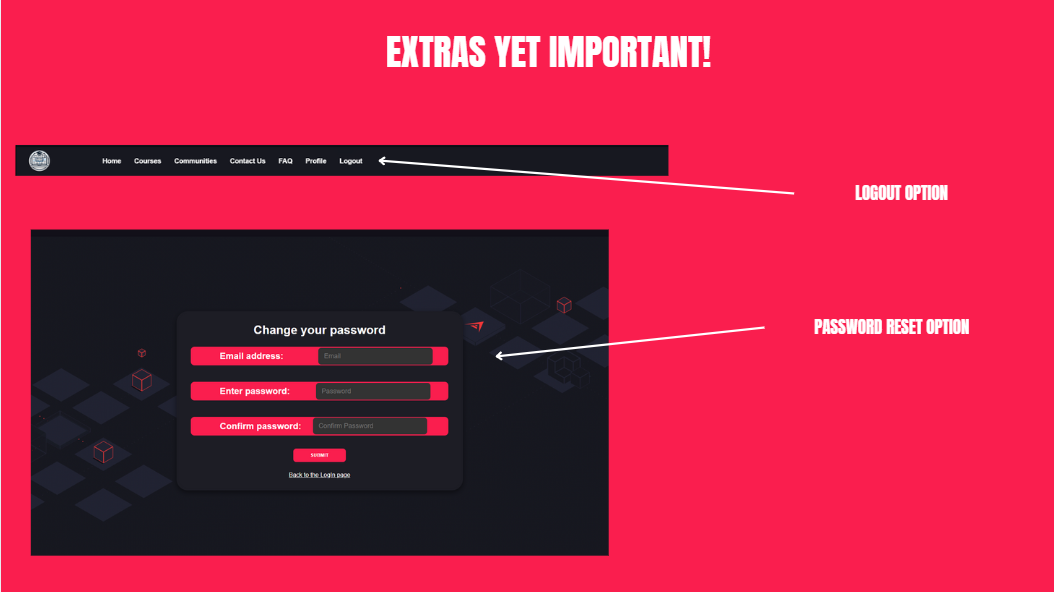 EXTRAS YET IMPORTANT!
Home Courses Communities Contact Us FAQ Profile Logout
LOGOUT OPTION
PASSWORD RESET OPTION
Change your password
Email address: Email
Enter password: Password
Confirm password: Confirm Password
SUBMIT
Back to the Login page